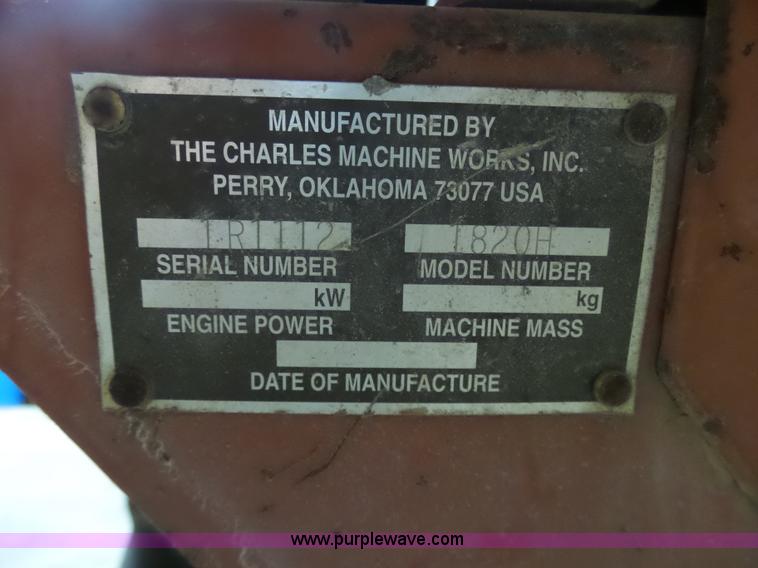 MANUFACTURED BY
THE CHARLES MACHINE WORKS, INC.
PERRY, OKLAHOMA 73077 USA
1R1112 1820H
SERIAL NUMBER MODEL NUMBER
kW kg
ENGINE POWER MACHINE MASS
DATE OF MANUFACTURE
www.purplewave.com